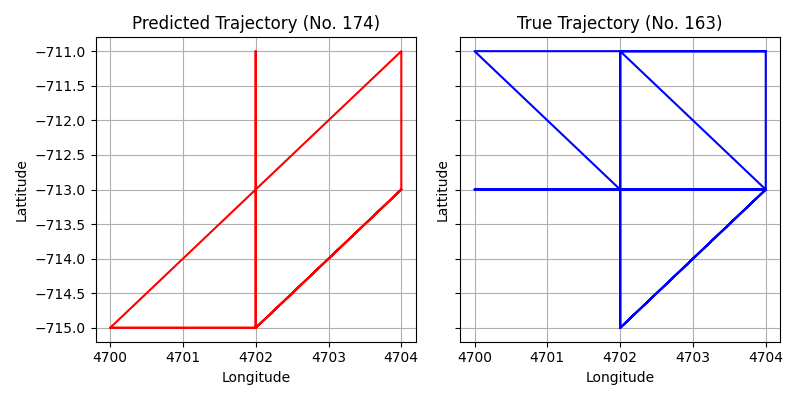 Predicted Trajectory (No. 174)
True Trajectory (No. 163)
−711.0
−711.5
−712.0
−712.5
−713.0
−713.5
−714.0
−714.5
−715.0
Lattitude
Lattitude
4700 4701 4702 4703 4704
4700 4701 4702 4703 4704
Longitude
Longitude